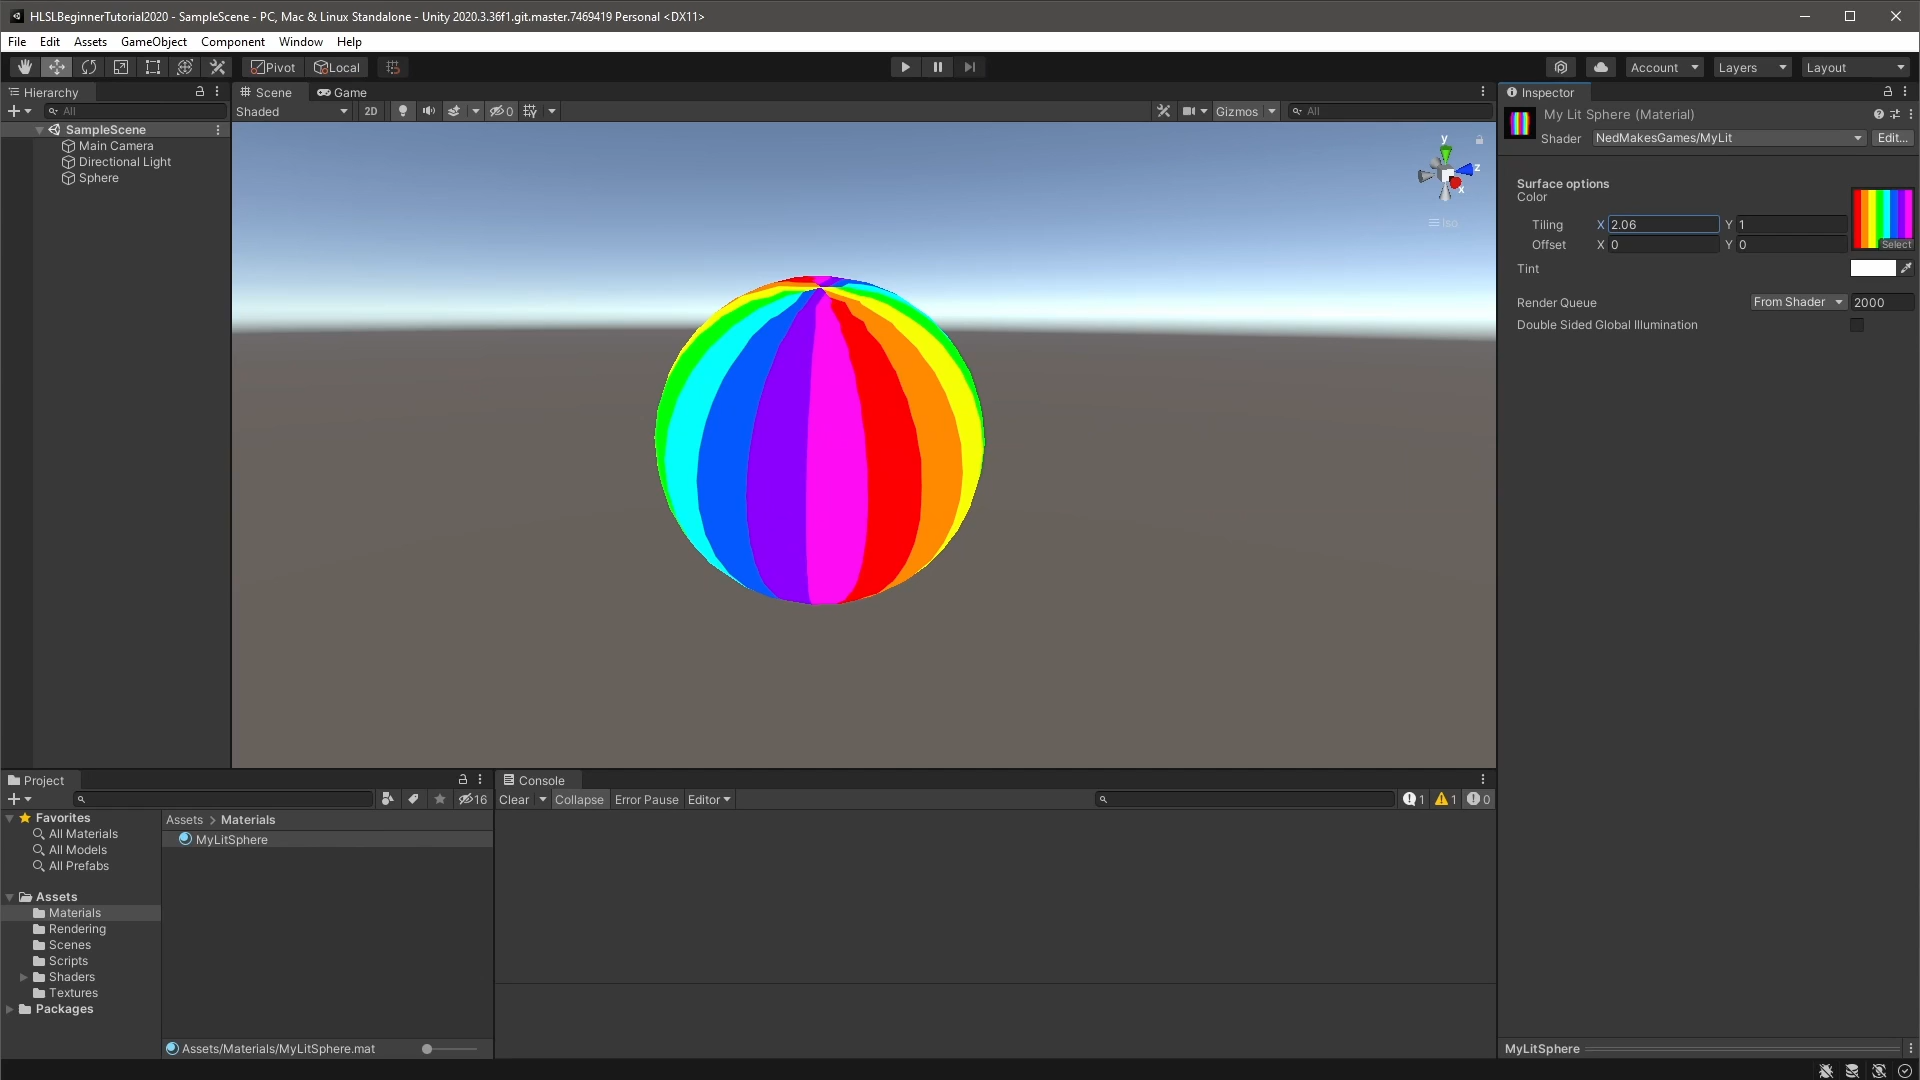 HLSLBeginnerTutorial2020 - SampleScene - PC, Mac & Linux Standalone - Unity 2020.3.36f1.git.master.7469419 Personal <DX11>
File Edit Assets GameObject Component Window Help
Pivot Local Account Layers Layout
Hierarchy
All
SampleScene
Main Camera
Directional Light
Sphere
Scene Game
Shaded 2D 0 Gizmos All
y
z
x
Iso
Inspector
My Lit Sphere (Material)
Shader NedMakesGames/MyLit Edit...
Surface options
Color
Tiling X 2.06 Y 1
Offset X 0 Y 0
Select
Tint
Render Queue From Shader 2000
Double Sided Global Illumination
MyLitSphere
Project
16
Favorites
All Materials
All Models
All Prefabs
Assets
Materials
Rendering
Scenes
Scripts
Shaders
Textures
Packages
Assets > Materials
MyLitSphere
Assets/Materials/MyLitSphere.mat
Console
Clear Collapse Error Pause Editor 1 1 0